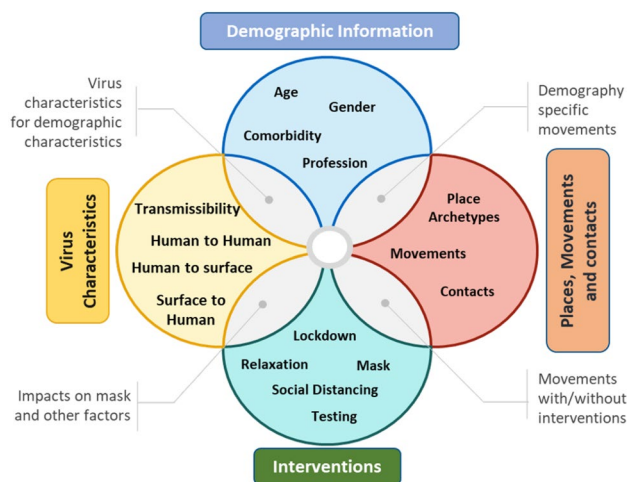 Demographic Information
Virus
characteristics
for demographic
characteristics
Age
Gender
Comorbidity
Profession
Demography
specific
movements
Virus
Characteristics
Transmissibility
Human to Human
Human to surface
Surface to
Human
Place
Archetypes
Movements
Contacts
Places, Movements
and contacts
Lockdown
Relaxation
Mask
Social Distancing
Testing
Impacts on mask
and other factors
Movements
with/without
interventions
Interventions